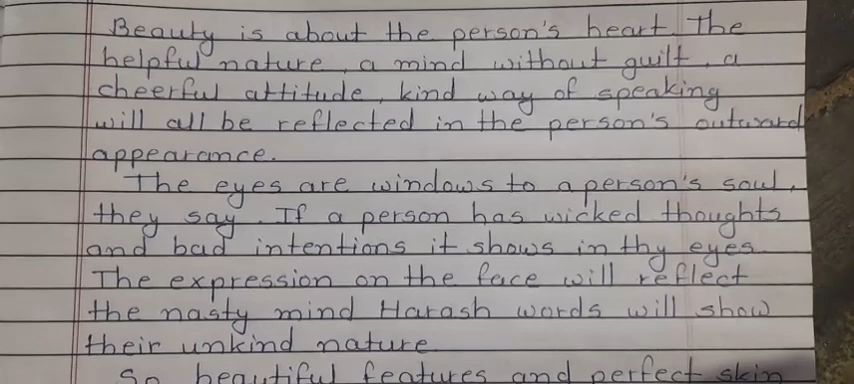 Beauty is about the person's heart. The
helpful nature, a mind without guilt, a
cheerful attitude, kind way of speaking
will all be reflected in the person's outward
appearance.
The eyes are windows to a person's soul,
they say. If a person has wicked thoughts
and bad intentions it shows in thy eyes.
The expression on the face will reflect
the nasty mind Harash words will show
their unkind nature
So beautiful features and perfect skin